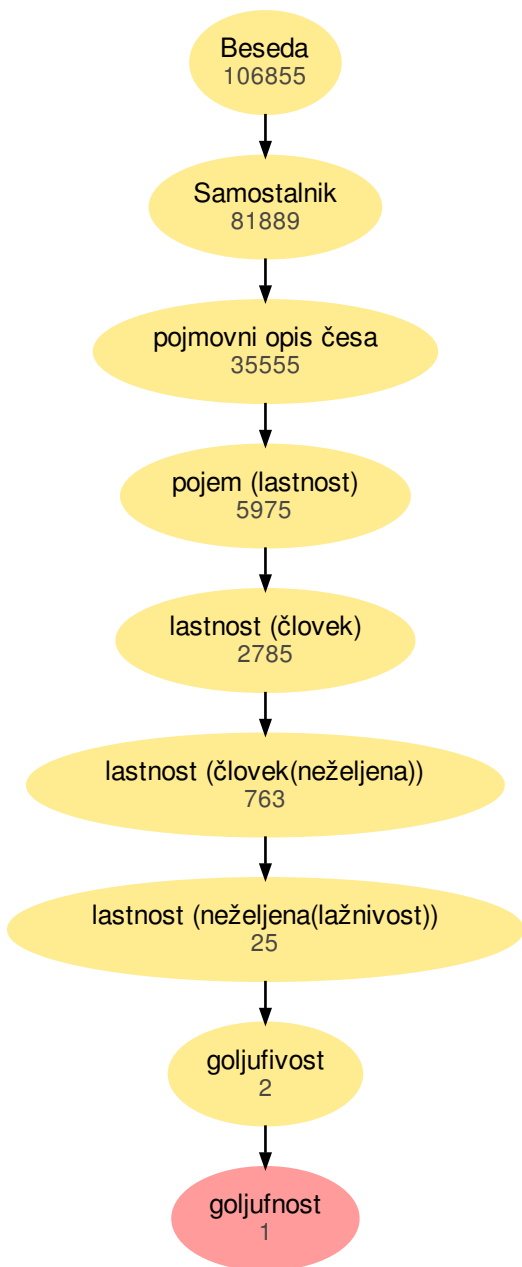 Beseda
106855
Samostalnik
81889
pojmovni opis česa
35555
pojem (lastnost)
5975
lastnost (človek)
2785
lastnost (človek(neželjena))
763
lastnost (neželjena(lažnivost))
25
goljufivost
2
goljufnost
1